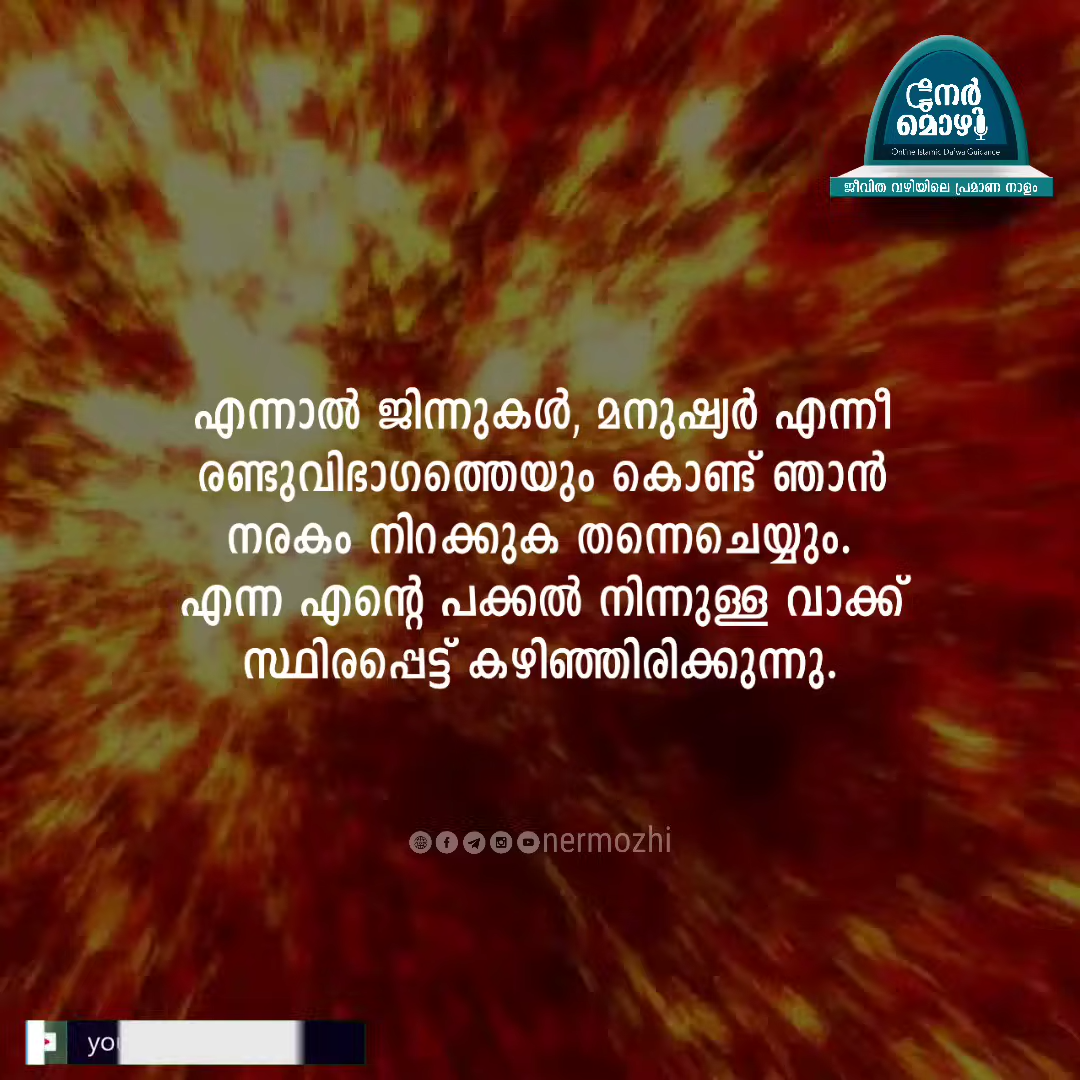 നേർ
മൊഴി
Online Islamic Da'wa Guidance
ജീവിത വഴിയിലെ പ്രമാണ നാളം
എന്നാൽ ജിന്നുകൾ, മനുഷ്യർ എന്നീ
രണ്ടുവിഭാഗത്തെയും കൊണ്ട് ഞാൻ
നരകം നിറക്കുക തന്നെചെയ്യും.
എന്ന എന്റെ പക്കൽ നിന്നുള്ള വാക്ക്
സ്ഥിരപ്പെട്ട് കഴിഞ്ഞിരിക്കുന്നു.
nermozhi